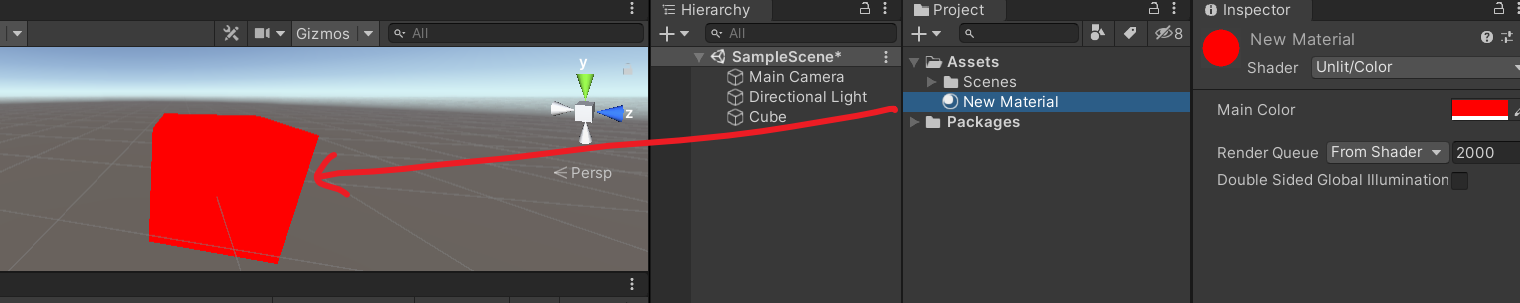 Hierarchy
Project
Inspector
Gizmos
All
All
8
New Material
Shader
Unlit/Color
SampleScene*
Main Camera
Directional Light
Cube
Assets
Scenes
New Material
Packages
Main Color
Render Queue
From Shader
2000
Double Sided Global Illumination
y
z
Persp